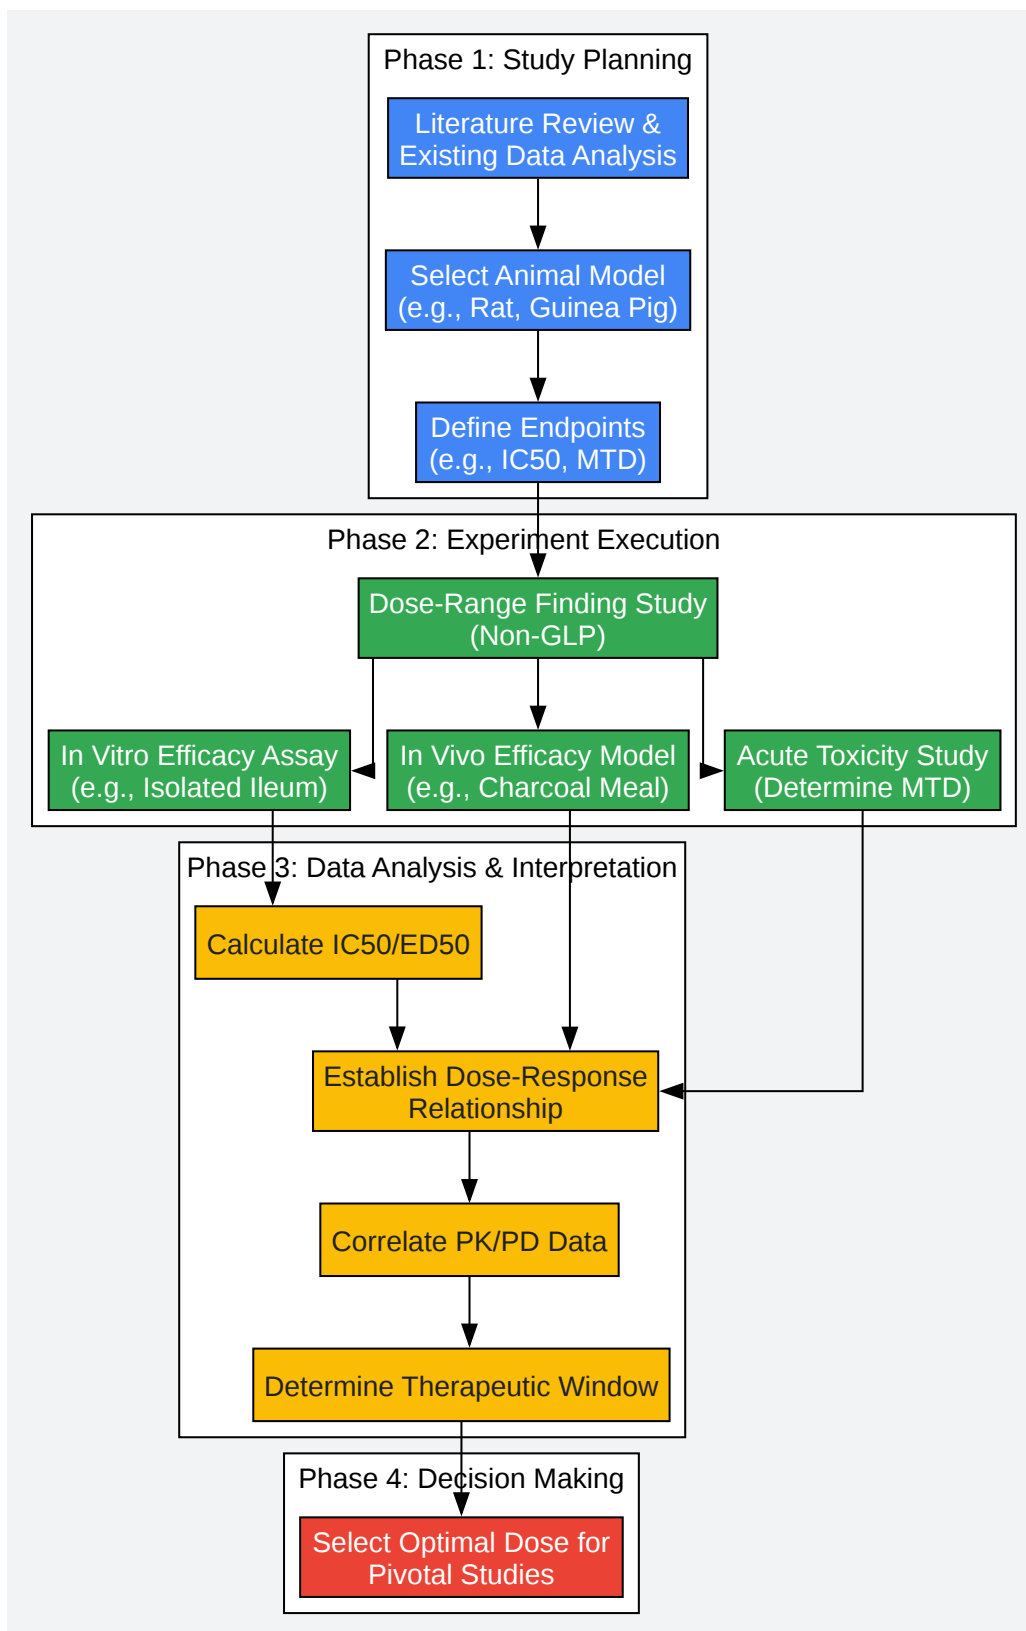 Phase 1: Study Planning
Literature Review &
Existing Data Analysis
Select Animal Model
(e.g., Rat, Guinea Pig)
Define Endpoints
(e.g., IC50, MTD)
Phase 2: Experiment Execution
Dose-Range Finding Study
(Non-GLP)
In Vitro Efficacy Assay
(e.g., Isolated Ileum)
In Vivo Efficacy Model
(e.g., Charcoal Meal)
Acute Toxicity Study
(Determine MTD)
Phase 3: Data Analysis & Interpretation
Calculate IC50/ED50
Establish Dose-Response
Relationship
Correlate PK/PD Data
Determine Therapeutic Window
Phase 4: Decision Making
Select Optimal Dose for
Pivotal Studies